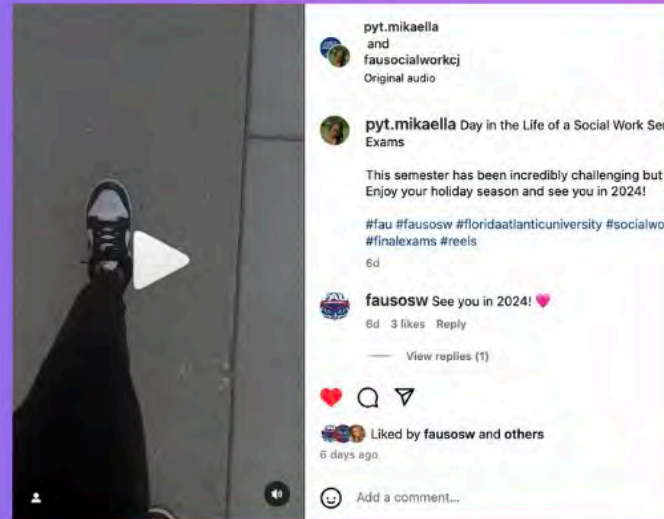 pyt.mikaella
and
fausocialworkcj
Original audio
pyt.mikaella Day in the Life of a Social Work Sen
Exams
This semester has been incredibly challenging but
Enjoy your holiday season and see you in 2024!
#fau #fausosw #floridaatlanticuniversity #socialwo
#finalexams #reels
6d
fausosw See you in 2024! 💗
6d 3 likes Reply
View replies (1)
Liked by fausosw and others
6 days ago
Add a comment...